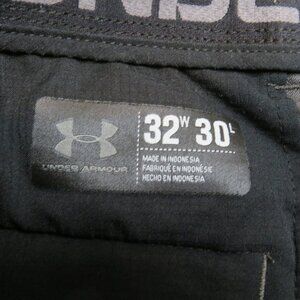 32W 30L
UNDER ARMOUR
MADE IN INDONESIA
FABRIQUÉ EN INDONÉSIE
HECHO EN INDONESIA